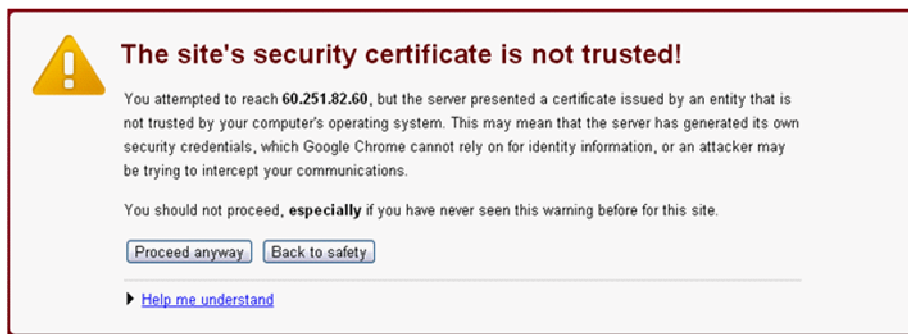 The site's security certificate is not trusted!
You attempted to reach 60.251.82.60, but the server presented a certificate issued by an entity that is
not trusted by your computer's operating system. This may mean that the server has generated its own
security credentials, which Google Chrome cannot rely on for identity information, or an attacker may
be trying to intercept your communications.
You should not proceed, especially if you have never seen this warning before for this site.
Proceed anyway Back to safety
Help me understand